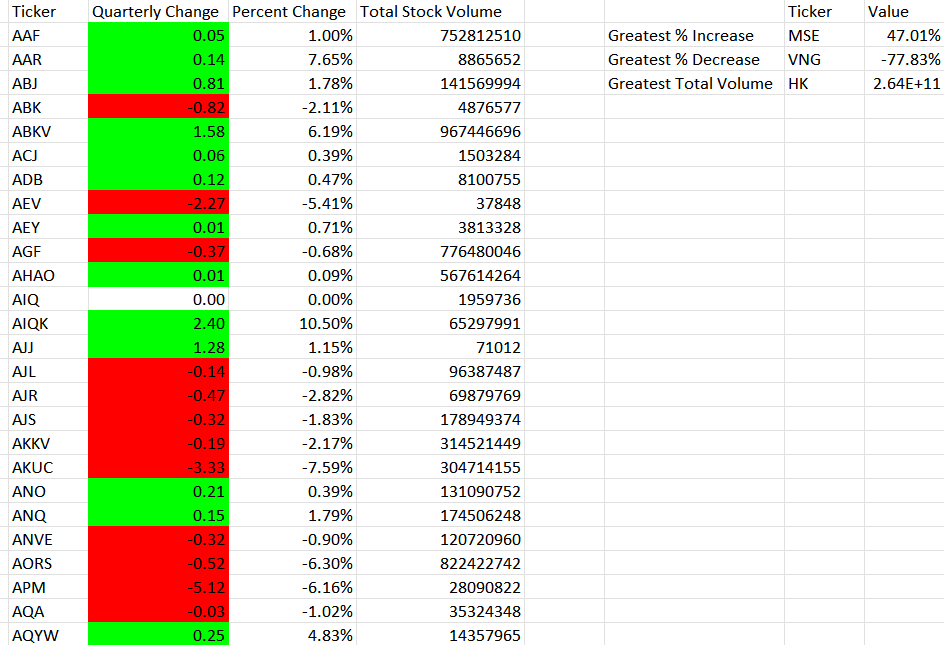 Ticker Quarterly Change Percent Change Total Stock Volume Ticker Value
AAF 0.05 1.00% 752812510 Greatest % Increase MSE 47.01%
AAR 0.14 7.65% 8865652 Greatest % Decrease VNG -77.83%
ABJ 0.81 1.78% 141569994 Greatest Total Volume HK 2.64E+11
ABK -0.82 -2.11% 4876577
ABKV 1.58 6.19% 967446696
ACJ 0.06 0.39% 1503284
ADB 0.12 0.47% 8100755
AEV -2.27 -5.41% 37848
AEY 0.01 0.71% 3813328
AGF -0.37 -0.68% 776480046
AHAO 0.01 0.09% 567614264
AIQ 0.00 0.00% 1959736
AIQK 2.40 10.50% 65297991
AJJ 1.28 1.15% 71012
AJL -0.14 -0.98% 96387487
AJR -0.47 -2.82% 69879769
AJS -0.32 -1.83% 178949374
AKKV -0.19 -2.17% 314521449
AKUC -3.33 -7.59% 304714155
ANO 0.21 0.39% 131090752
ANQ 0.15 1.79% 174506248
ANVE -0.32 -0.90% 120720960
AORS -0.52 -6.30% 822422742
APM -5.12 -6.16% 28090822
AQA -0.03 -1.02% 35324348
AQYW 0.25 4.83% 14357965